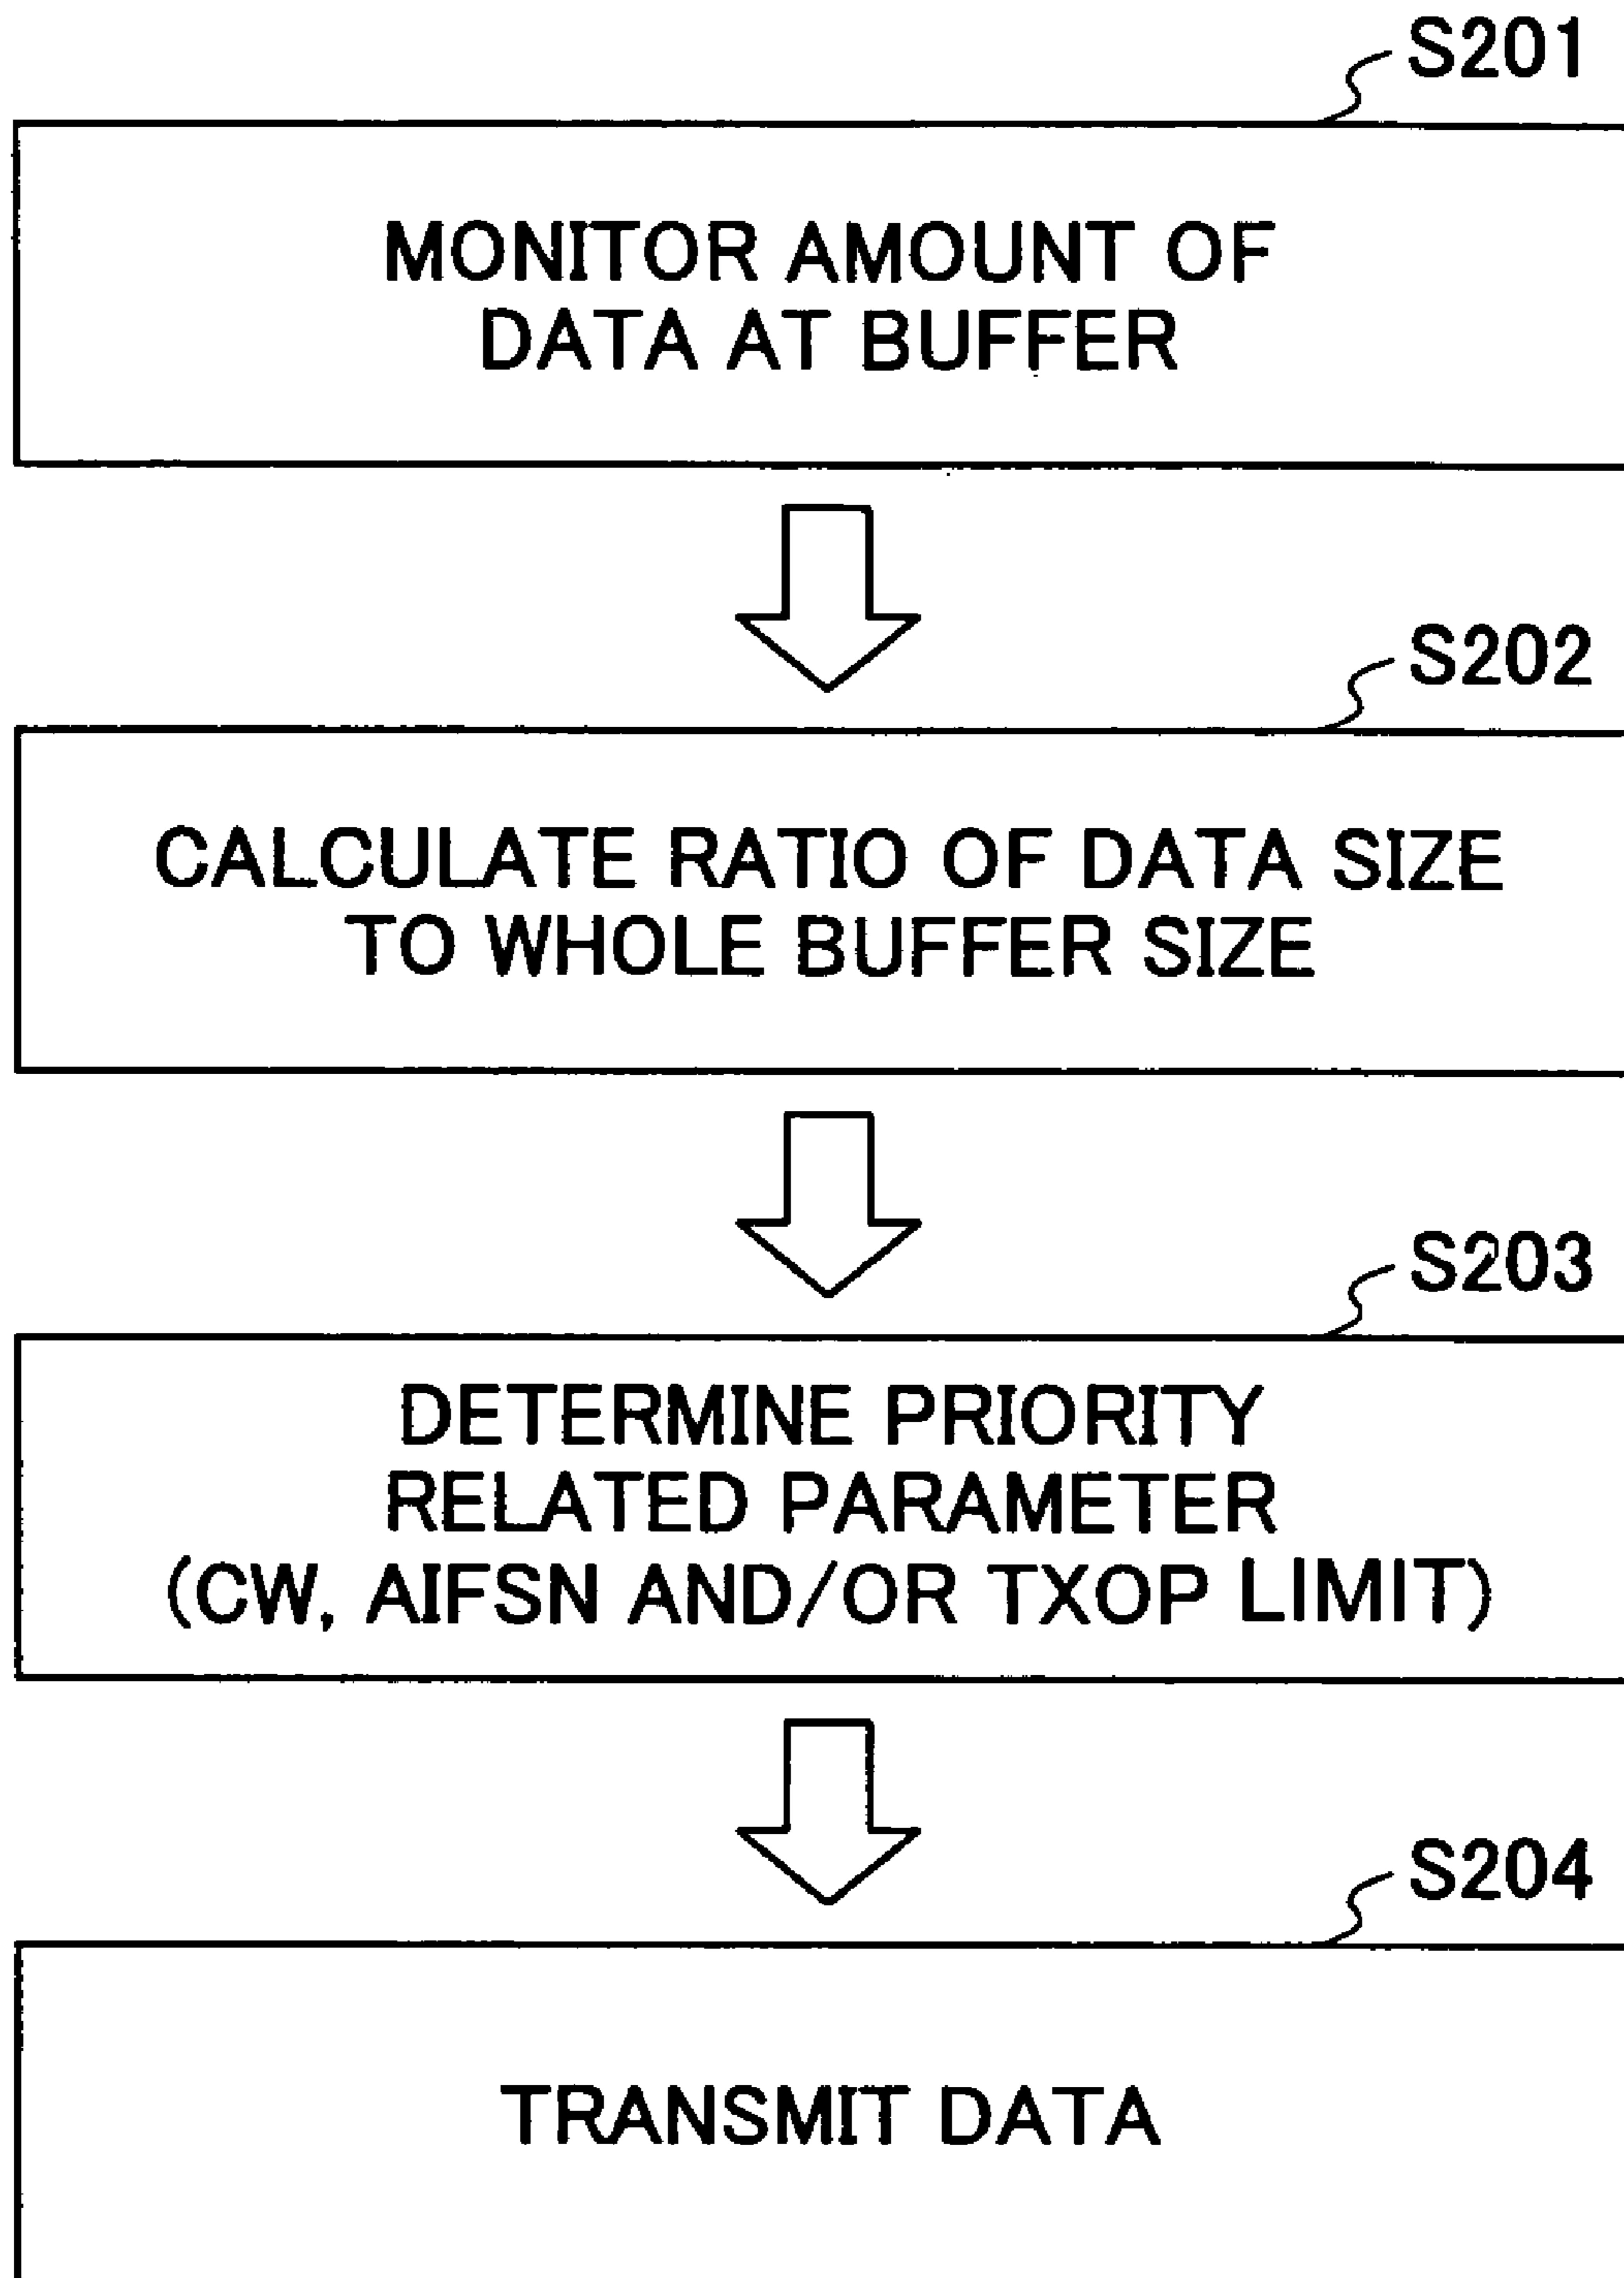 S201
MONITOR AMOUNT OF
DATA AT BUFFER
S202
CALCULATE RATIO OF DATA SIZE
TO WHOLE BUFFER SIZE
S203
DETERMINE PRIORITY
RELATED PARAMETER
(CW, AIFSN AND/OR TXOP LIMIT)
S204
TRANSMIT DATA